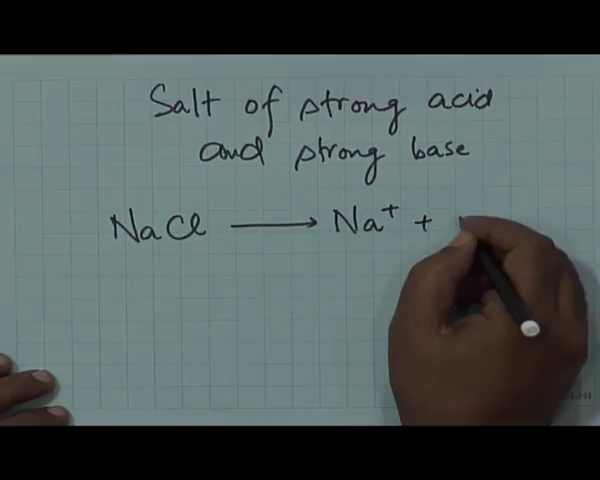 Salt of strong acid
and strong base
NaCl ⟶ Na⁺ +